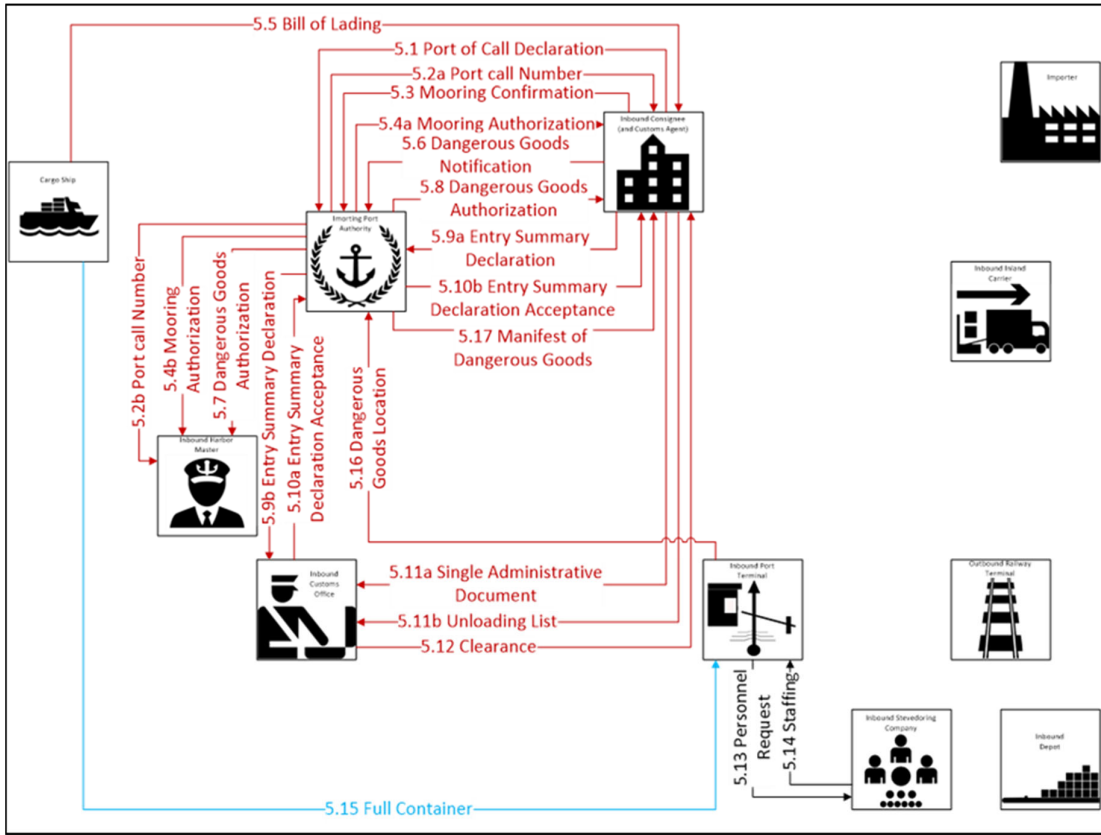 5.5 Bill of Lading
5.1 Port of Call Declaration
5.2a Port call Number
5.3 Mooring Confirmation
5.4a Mooring Authorization
5.6 Dangerous Goods
Notification
5.8 Dangerous Goods
Authorization
5.9a Entry Summary
Declaration
5.10b Entry Summary
Declaration Acceptance
5.17 Manifest of
Dangerous Goods
Importer
Inbound Consignee
(and Customs Agent)
Cargo Ship
Imorting Port
Authority
Inbound Inland
Carrier
5.2b Port call Number
5.4b Mooring
Authorization
5.7 Dangerous Goods
Authorization
5.9b Entry Summary Declaration
5.10a Entry Summary
Declaration Acceptance
5.16 Dangerous
Goods Location
Inbound Harbor
Master
Inbound
Customs
Office
5.11a Single Administrative
Document
5.11b Unloading List
5.12 Clearance
Inbound Port
Terminal
Outbound Railway
Terminal
5.13 Personnel
Request
5.14 Staffing
Inbound Stevedoring
Company
Inbound
Depot
5.15 Full Container